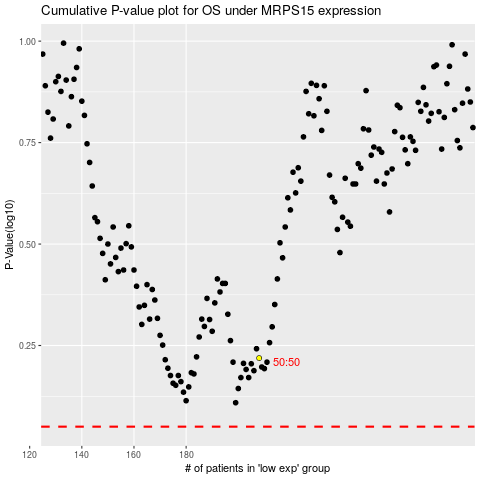 Cumulative P-value plot for OS under MRPS15 expression
P-Value(log10)
1.00
0.75
0.50
0.25
50:50
120 140 160 180
# of patients in 'low exp' group